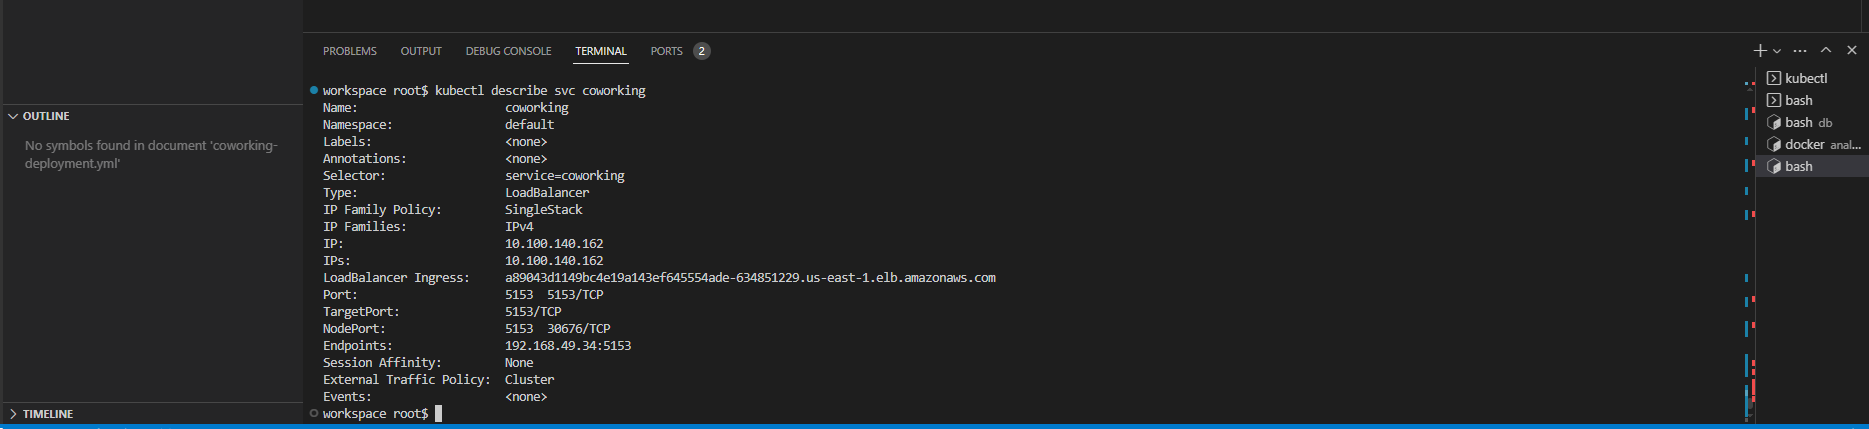 PROBLEMS OUTPUT DEBUG CONSOLE TERMINAL PORTS 2
workspace root$ kubectl describe svc coworking
Name: coworking
Namespace: default
Labels: <none>
Annotations: <none>
Selector: service=coworking
Type: LoadBalancer
IP Family Policy: SingleStack
IP Families: IPv4
IP: 10.100.140.162
IPs: 10.100.140.162
LoadBalancer Ingress: a89043d1149bc4e19a143ef645554ade-634851229.us-east-1.elb.amazonaws.com
Port: 5153 5153/TCP
TargetPort: 5153/TCP
NodePort: 5153 30676/TCP
Endpoints: 192.168.49.34:5153
Session Affinity: None
External Traffic Policy: Cluster
Events: <none>
workspace root$
OUTLINE
No symbols found in document 'coworking-
deployment.yml'
TIMELINE
kubectl
bash
bash db
docker anal...
bash